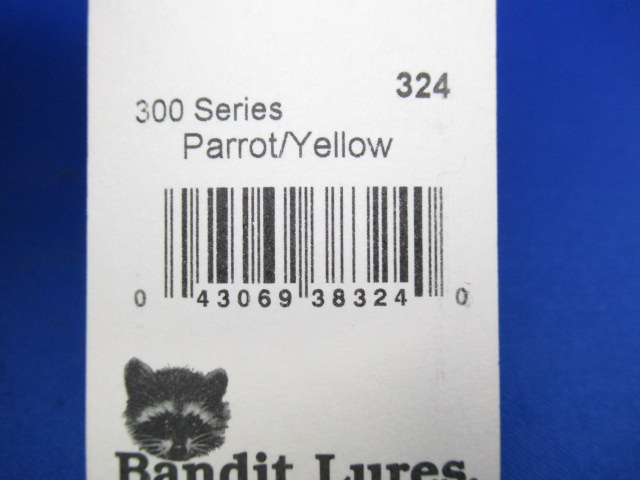 324
300 Series
Parrot/Yellow
0 43069 38324 0
Bandit Lures.